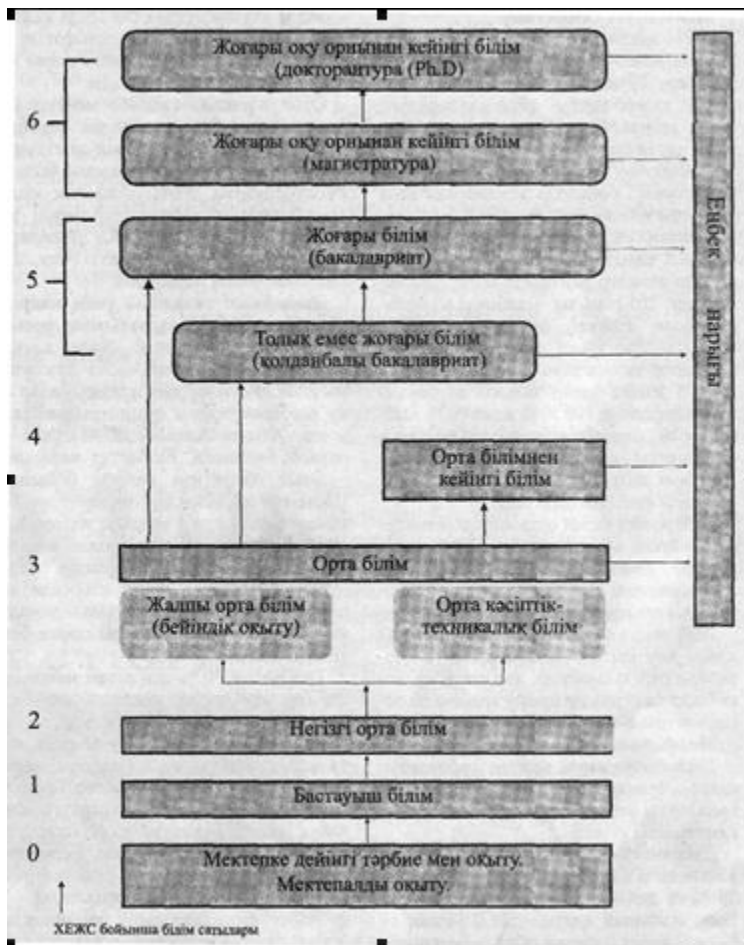 Жоғары оқу орнынан кейінгі білім
(докторантура (Ph.D)
6
Жоғары оқу орнынан кейінгі білім
(магистратура)
Жоғары білім
(бакалавриат)
5
Толық емес жоғары білім
(қолданбалы бакалавриат)
Еңбек нарығы
4
Орта білімнен
кейінгі білім
3
Орта білім
Жалпы орта білім
(бейіндік оқыту)
Орта кәсіптік-
техникалық білім
2
Негізгі орта білім
1
Бастауыш білім
0
Мектепке дейінгі тәрбие мен оқыту.
Мектепалды оқыту.
ХЕЖС бойынша білім сатылары